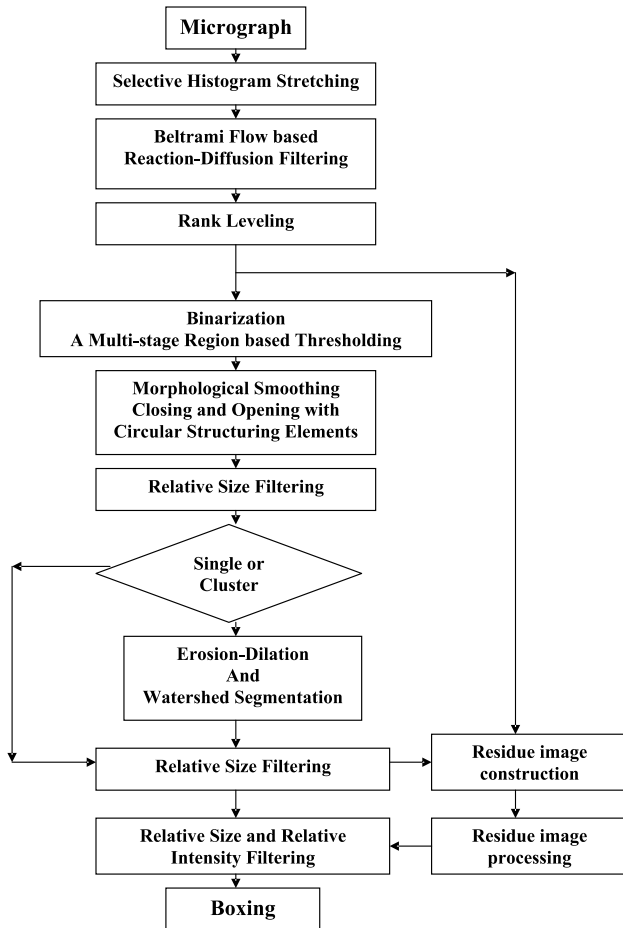 Micrograph
Selective Histogram Stretching
Beltrami Flow based
Reaction-Diffusion Filtering
Rank Leveling
Binarization
A Multi-stage Region based Thresholding
Morphological Smoothing
Closing and Opening with
Circular Structuring Elements
Relative Size Filtering
Single or
Cluster
Erosion-Dilation
And
Watershed Segmentation
Relative Size Filtering
Residue image
construction
Relative Size and Relative
Intensity Filtering
Residue image
processing
Boxing